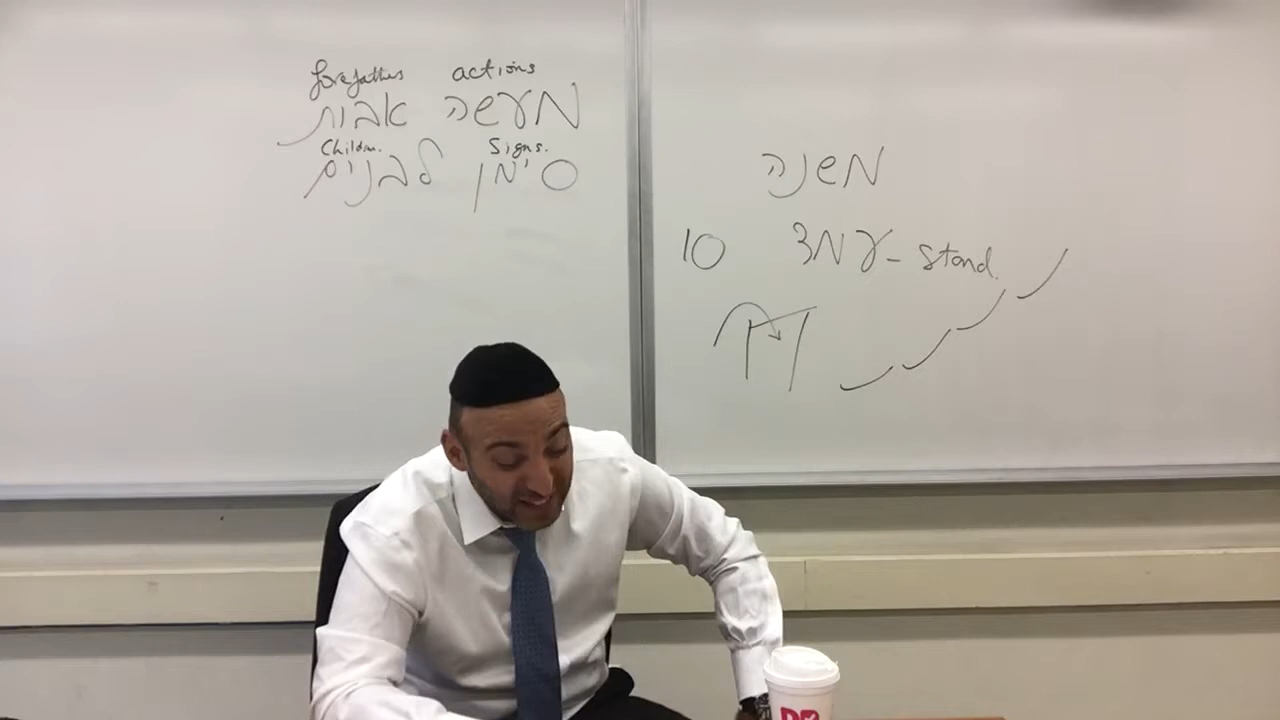 forefathers actions
מעשה אבות
Children. Signs.
סימן לבנים
משנה
10 עמד - stand.